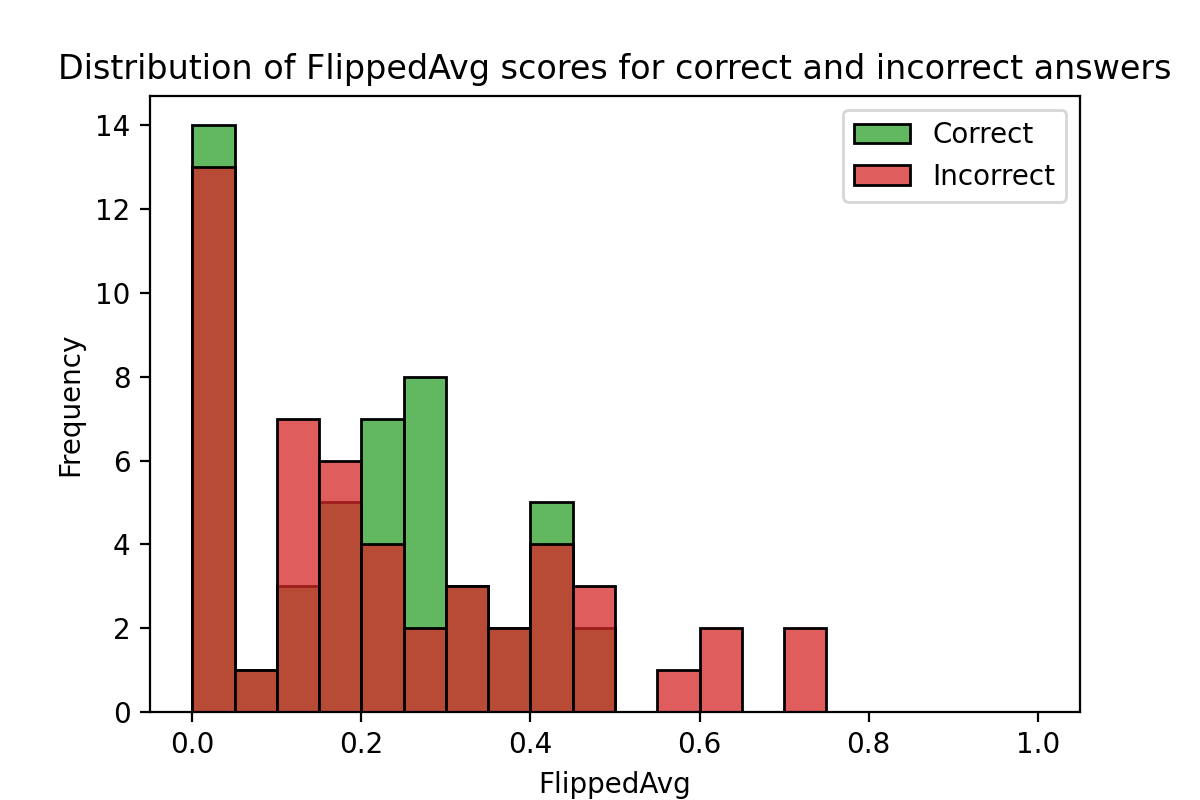 Distribution of FlippedAvg scores for correct and incorrect answers
Correct
Incorrect
14
12
10
8
6
4
2
0
Frequency
0.0 0.2 0.4 0.6 0.8 1.0
FlippedAvg